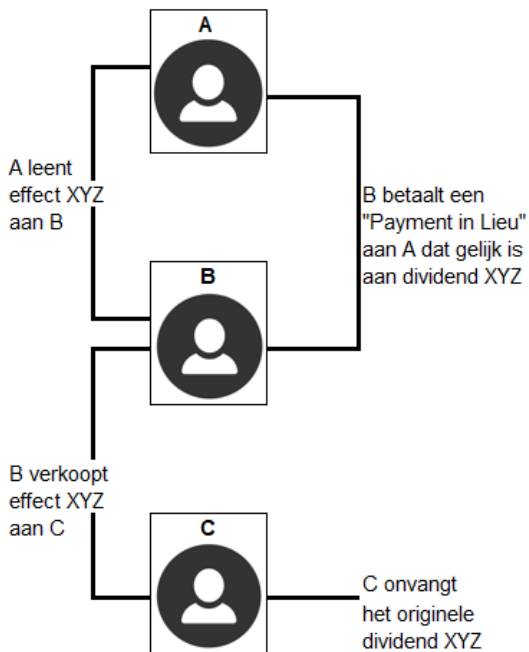 A
A leent
effect XYZ
aan B
B betaalt een
"Payment in Lieu"
aan A dat gelijk is
aan dividend XYZ
B
B verkoopt
effect XYZ
aan C
C
C onvangt
het originele
dividend XYZ